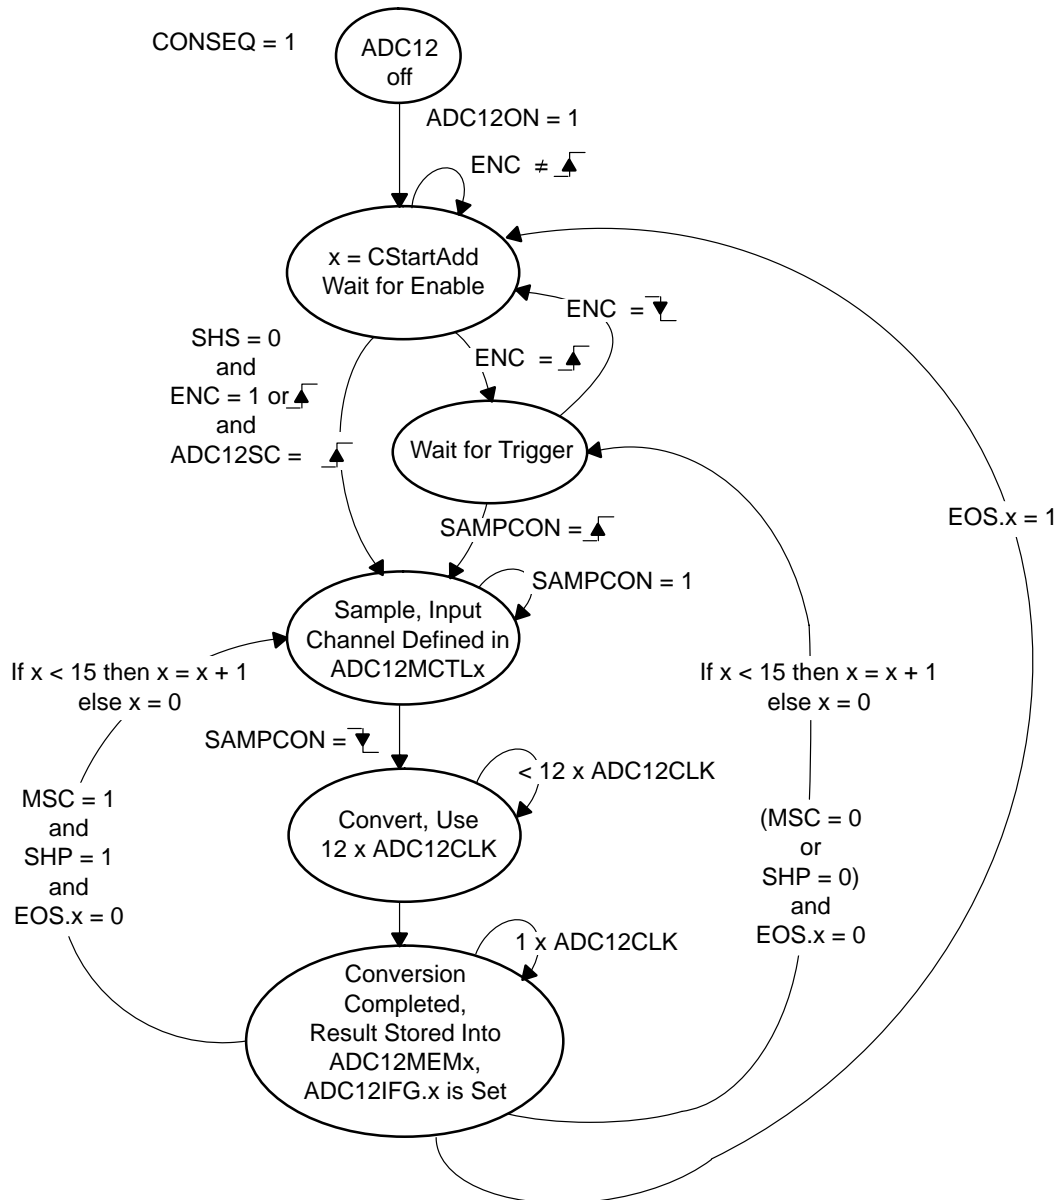 CONSEQ = 1
ADC12
off
ADC12ON = 1
ENC ≠
x = CStartAdd
Wait for Enable
ENC =
SHS = 0
and
ENC = 1 or
and
ADC12SC =
ENC =
Wait for Trigger
SAMPCON =
EOS.x = 1
SAMPCON = 1
Sample, Input
Channel Defined in
ADC12MCTLx
If x < 15 then x = x + 1
else x = 0
If x < 15 then x = x + 1
else x = 0
SAMPCON =
< 12 x ADC12CLK
Convert, Use
12 x ADC12CLK
MSC = 1
and
SHP = 1
and
EOS.x = 0
(MSC = 0
or
SHP = 0)
and
EOS.x = 0
1 x ADC12CLK
Conversion
Completed,
Result Stored Into
ADC12MEMx,
ADC12IFG.x is Set